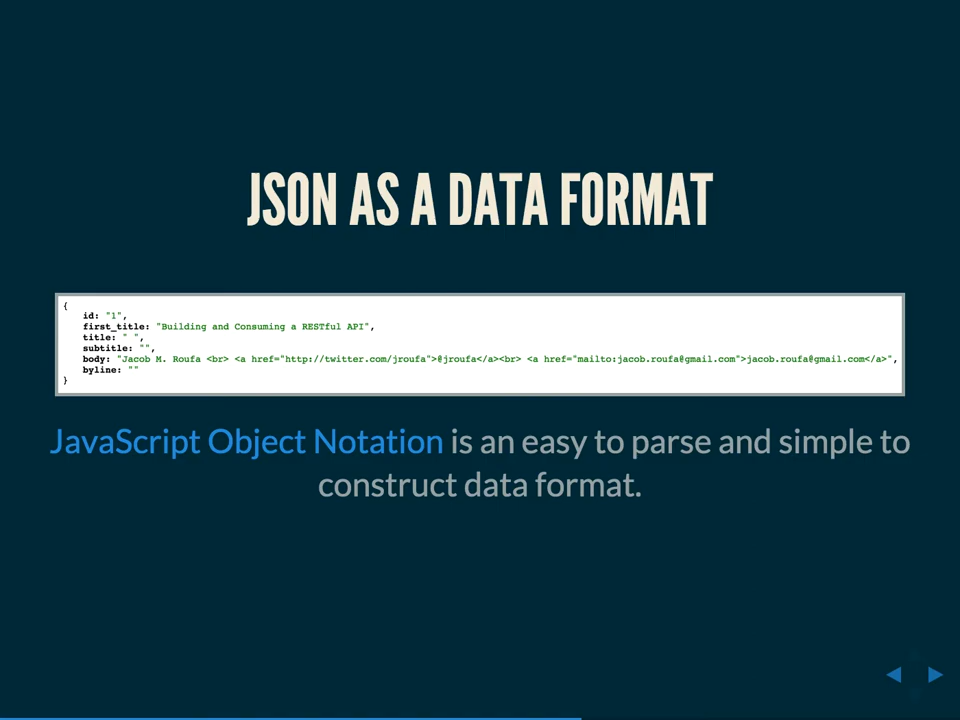 JSON AS A DATA FORMAT
{
id: "1",
first_title: "Building and Consuming a RESTful API",
title: " ",
subtitle: "",
body: "Jacob M. Roufa <br> <a href="http://twitter.com/jroufa">@jroufa</a><br> <a href="mailto:jacob.roufa@gmail.com">jacob.roufa@gmail.com</a>",
byline: ""
}
JavaScript Object Notation is an easy to parse and simple to
construct data format.